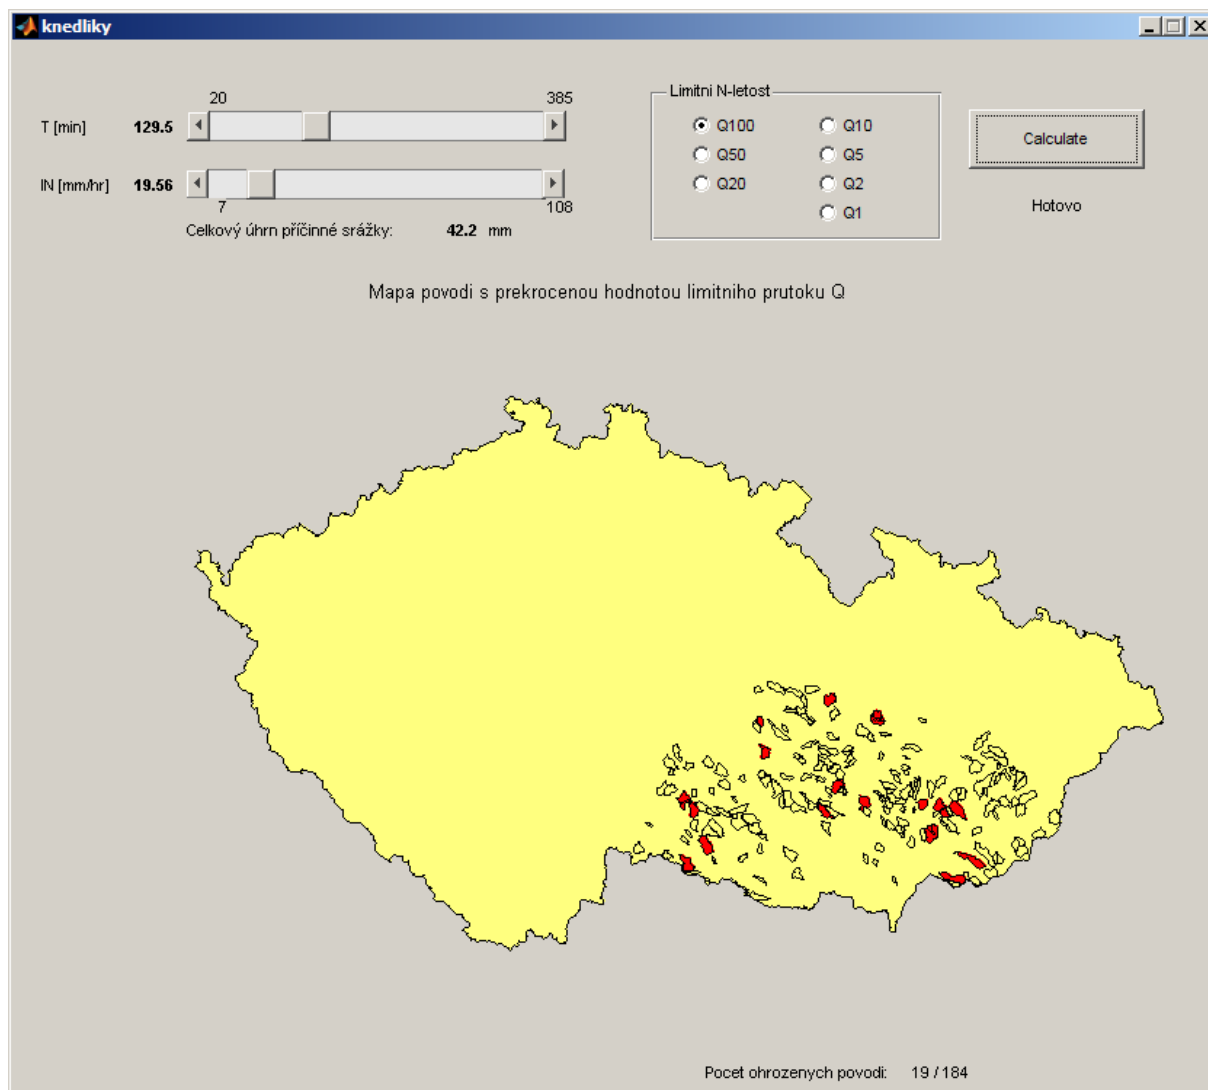 knedliky
20 385
T [min] 129.5
IN [mm/hr] 19.56
7 108
Celkový úhrn příčinné srážky: 42.2 mm
Limitni N-letost
Q100 Q10
Q50 Q5
Q20 Q2
Q1
Calculate
Hotovo
Mapa povodi s prekrocenou hodnotou limitniho prutoku Q
Pocet ohrozenych povodi: 19 / 184